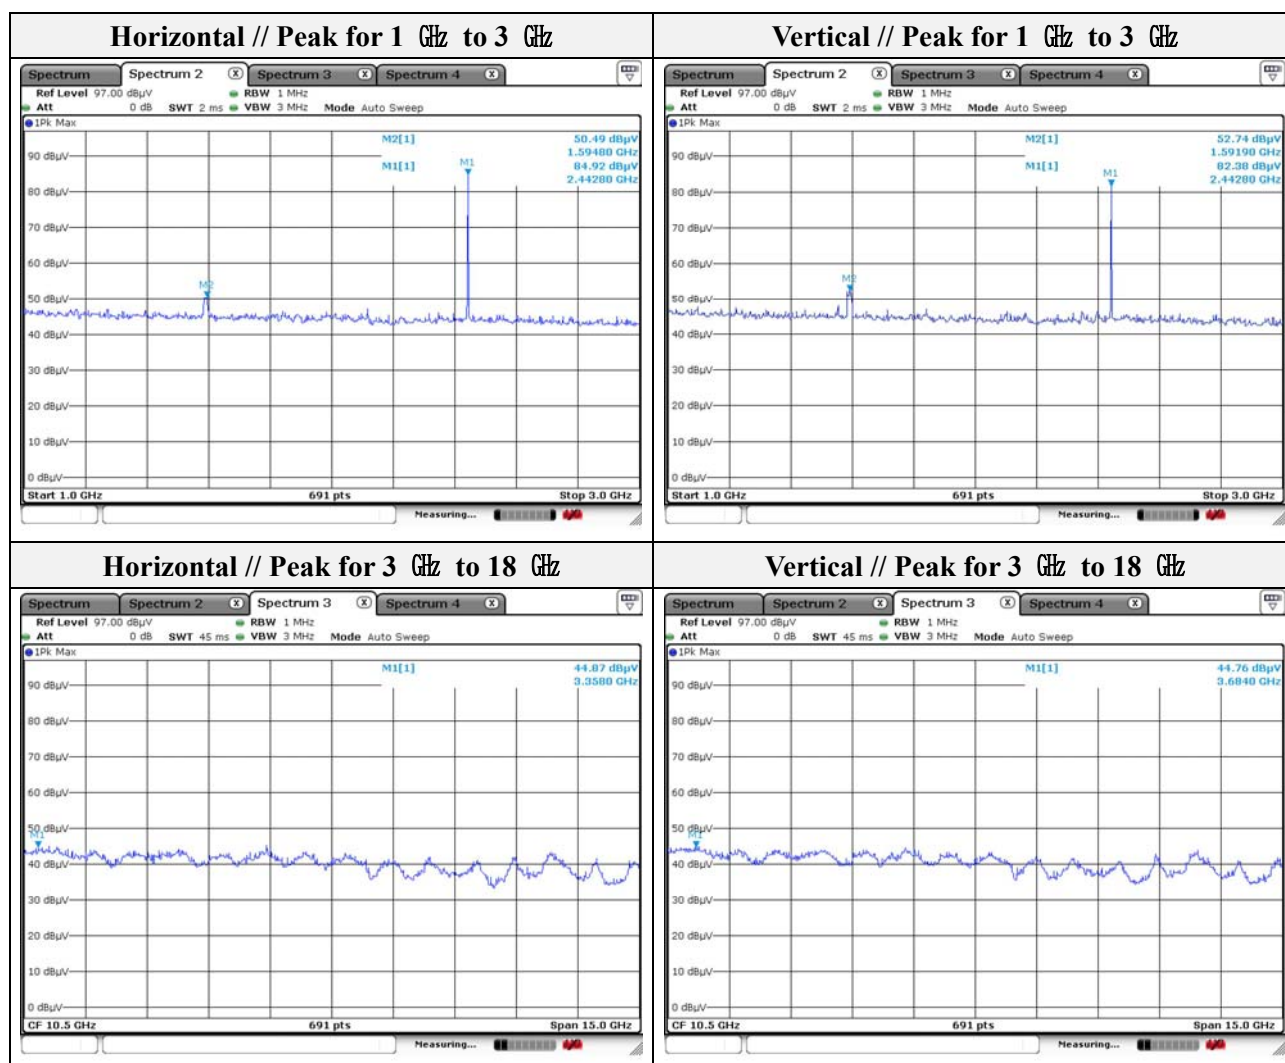 Horizontal // Peak for 1 ㎓ to 3 ㎓
Spectrum Spectrum 2 X Spectrum 3 X Spectrum 4 X
Ref Level 97.00 dBµV RBW 1 MHz
Att 0 dB SWT 2 ms VBW 3 MHz Mode Auto Sweep
1Pk Max
M2[1] 50.49 dBµV
1.59480 GHz
M1[1] 84.92 dBµV
2.44280 GHz
M1
M2
90 dBµV
80 dBµV
70 dBµV
60 dBµV
50 dBµV
40 dBµV
30 dBµV
20 dBµV
10 dBµV
0 dBµV
Start 1.0 GHz 691 pts Stop 3.0 GHz
Measuring...
Vertical // Peak for 1 ㎓ to 3 ㎓
Spectrum Spectrum 2 X Spectrum 3 X Spectrum 4 X
Ref Level 97.00 dBµV RBW 1 MHz
Att 0 dB SWT 2 ms VBW 3 MHz Mode Auto Sweep
1Pk Max
M2[1] 52.74 dBµV
1.59190 GHz
M1[1] 82.38 dBµV
2.44280 GHz
M1
M2
90 dBµV
80 dBµV
70 dBµV
60 dBµV
50 dBµV
40 dBµV
30 dBµV
20 dBµV
10 dBµV
0 dBµV
Start 1.0 GHz 691 pts Stop 3.0 GHz
Measuring...
Horizontal // Peak for 3 ㎓ to 18 ㎓
Spectrum Spectrum 2 X Spectrum 3 X Spectrum 4 X
Ref Level 97.00 dBµV RBW 1 MHz
Att 0 dB SWT 45 ms VBW 3 MHz Mode Auto Sweep
1Pk Max
M1[1] 44.87 dBµV
3.3580 GHz
90 dBµV
80 dBµV
70 dBµV
60 dBµV
50 dBµV
M1
40 dBµV
30 dBµV
20 dBµV
10 dBµV
0 dBµV
CF 10.5 GHz 691 pts Span 15.0 GHz
Measuring...
Vertical // Peak for 3 ㎓ to 18 ㎓
Spectrum Spectrum 2 X Spectrum 3 X Spectrum 4 X
Ref Level 97.00 dBµV RBW 1 MHz
Att 0 dB SWT 45 ms VBW 3 MHz Mode Auto Sweep
1Pk Max
M1[1] 44.76 dBµV
3.6840 GHz
90 dBµV
80 dBµV
70 dBµV
60 dBµV
50 dBµV
M1
40 dBµV
30 dBµV
20 dBµV
10 dBµV
0 dBµV
CF 10.5 GHz 691 pts Span 15.0 GHz
Measuring...